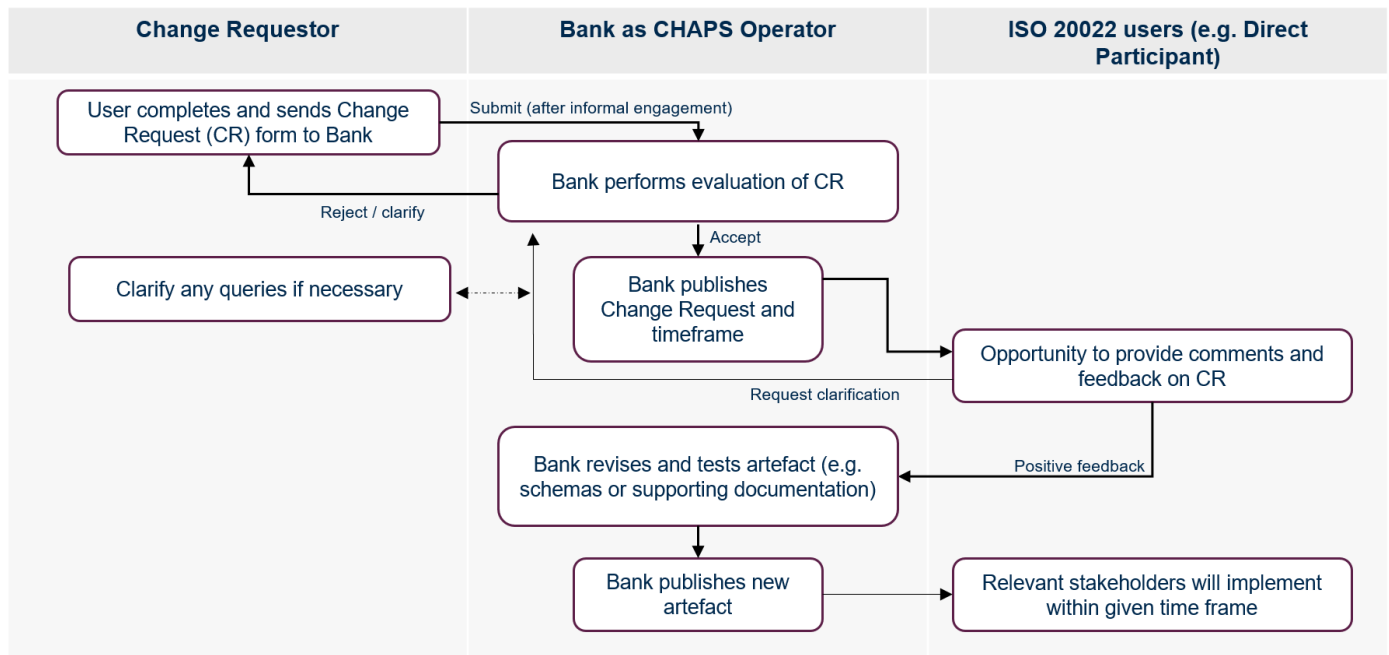 Change Requestor
Bank as CHAPS Operator
ISO 20022 users (e.g. Direct
Participant)
User completes and sends Change
Request (CR) form to Bank
Submit (after informal engagement)
Bank performs evaluation of CR
Reject / clarify
Accept
Clarify any queries if necessary
Bank publishes
Change Request and
timeframe
Opportunity to provide comments and
feedback on CR
Request clarification
Bank revises and tests artefact (e.g.
schemas or supporting documentation)
Positive feedback
Bank publishes new
artefact
Relevant stakeholders will implement
within given time frame